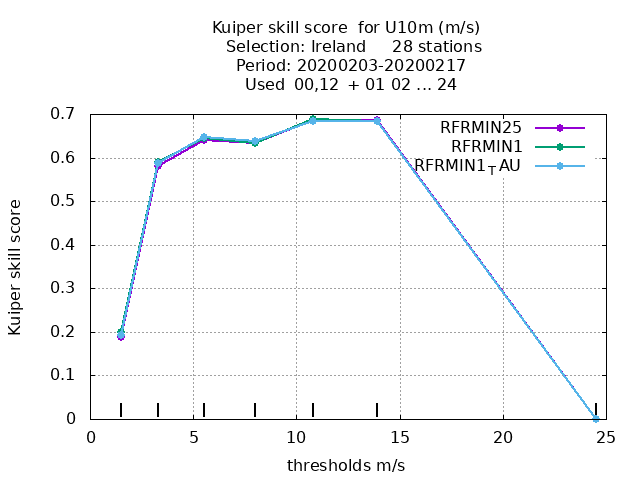 Kuiper skill score for U10m (m/s)
Selection: Ireland 28 stations
Period: 20200203-20200217
Used 00,12 + 01 02 ... 24
RFRMIN25
RFRMIN1
RFRMIN1TAU
Kuiper skill score
0.7
0.6
0.5
0.4
0.3
0.2
0.1
0
0 5 10 15 20 25
thresholds m/s